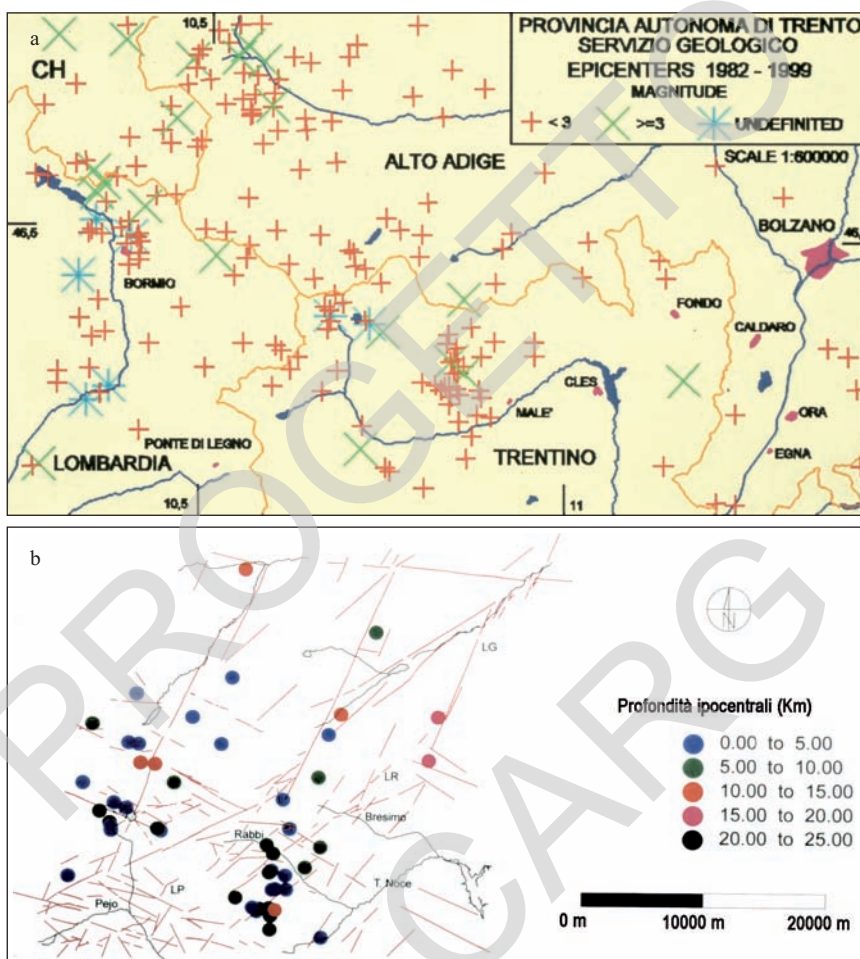 a
10,5
PROVINCIA AUTONOMA DI TRENTO
SERVIZIO GEOLOGICO
EPICENTERS 1982 - 1999
MAGNITUDE
< 3 >=3 UNDEFINITED
SCALE 1:600000
CH
ALTO ADIGE
BOLZANO
46,5
46,
BORMIO
FONDO
CALDARO
CLES
MALE'
ORA
PONTE DI LEGNO
EGNA
LOMBARDIA
TRENTINO
10,5
11
b
N
LG
Profondità ipocentrali (Km)
0.00 to 5.00
5.00 to 10.00
10.00 to 15.00
15.00 to 20.00
20.00 to 25.00
LR
Bresimo
Rabbi
T. Noce
LP
Pejo
0 m 10000 m 20000 m
PROGETTO
CARG